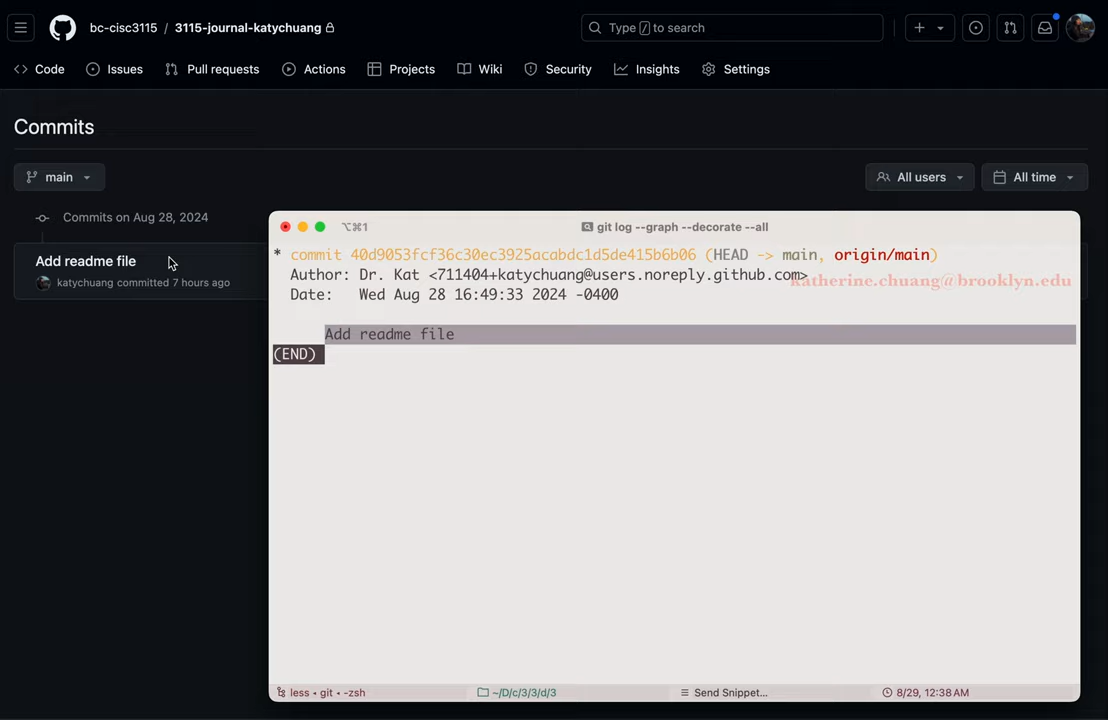 bc-cisc3115 / 3115-journal-katychuang
Type / to search
Code Issues Pull requests Actions Projects Wiki Security Insights Settings
Commits
main
All users All time
Commits on Aug 28, 2024
Add readme file
katychuang committed 7 hours ago
⌥⌘1 git log --graph --decorate --all
* commit 40d9053fcf36c30ec3925acabdc1d5de415b6b06 (HEAD -> main, origin/main)
Author: Dr. Kat <711404+katychuang@users.noreply.github.com>
katherine.chuang@brooklyn.edu
Date: Wed Aug 28 16:49:33 2024 -0400
Add readme file
(END)
less • git • -zsh ~/D/c/3/3/d/3 Send Snippet... 8/29, 12:38 AM